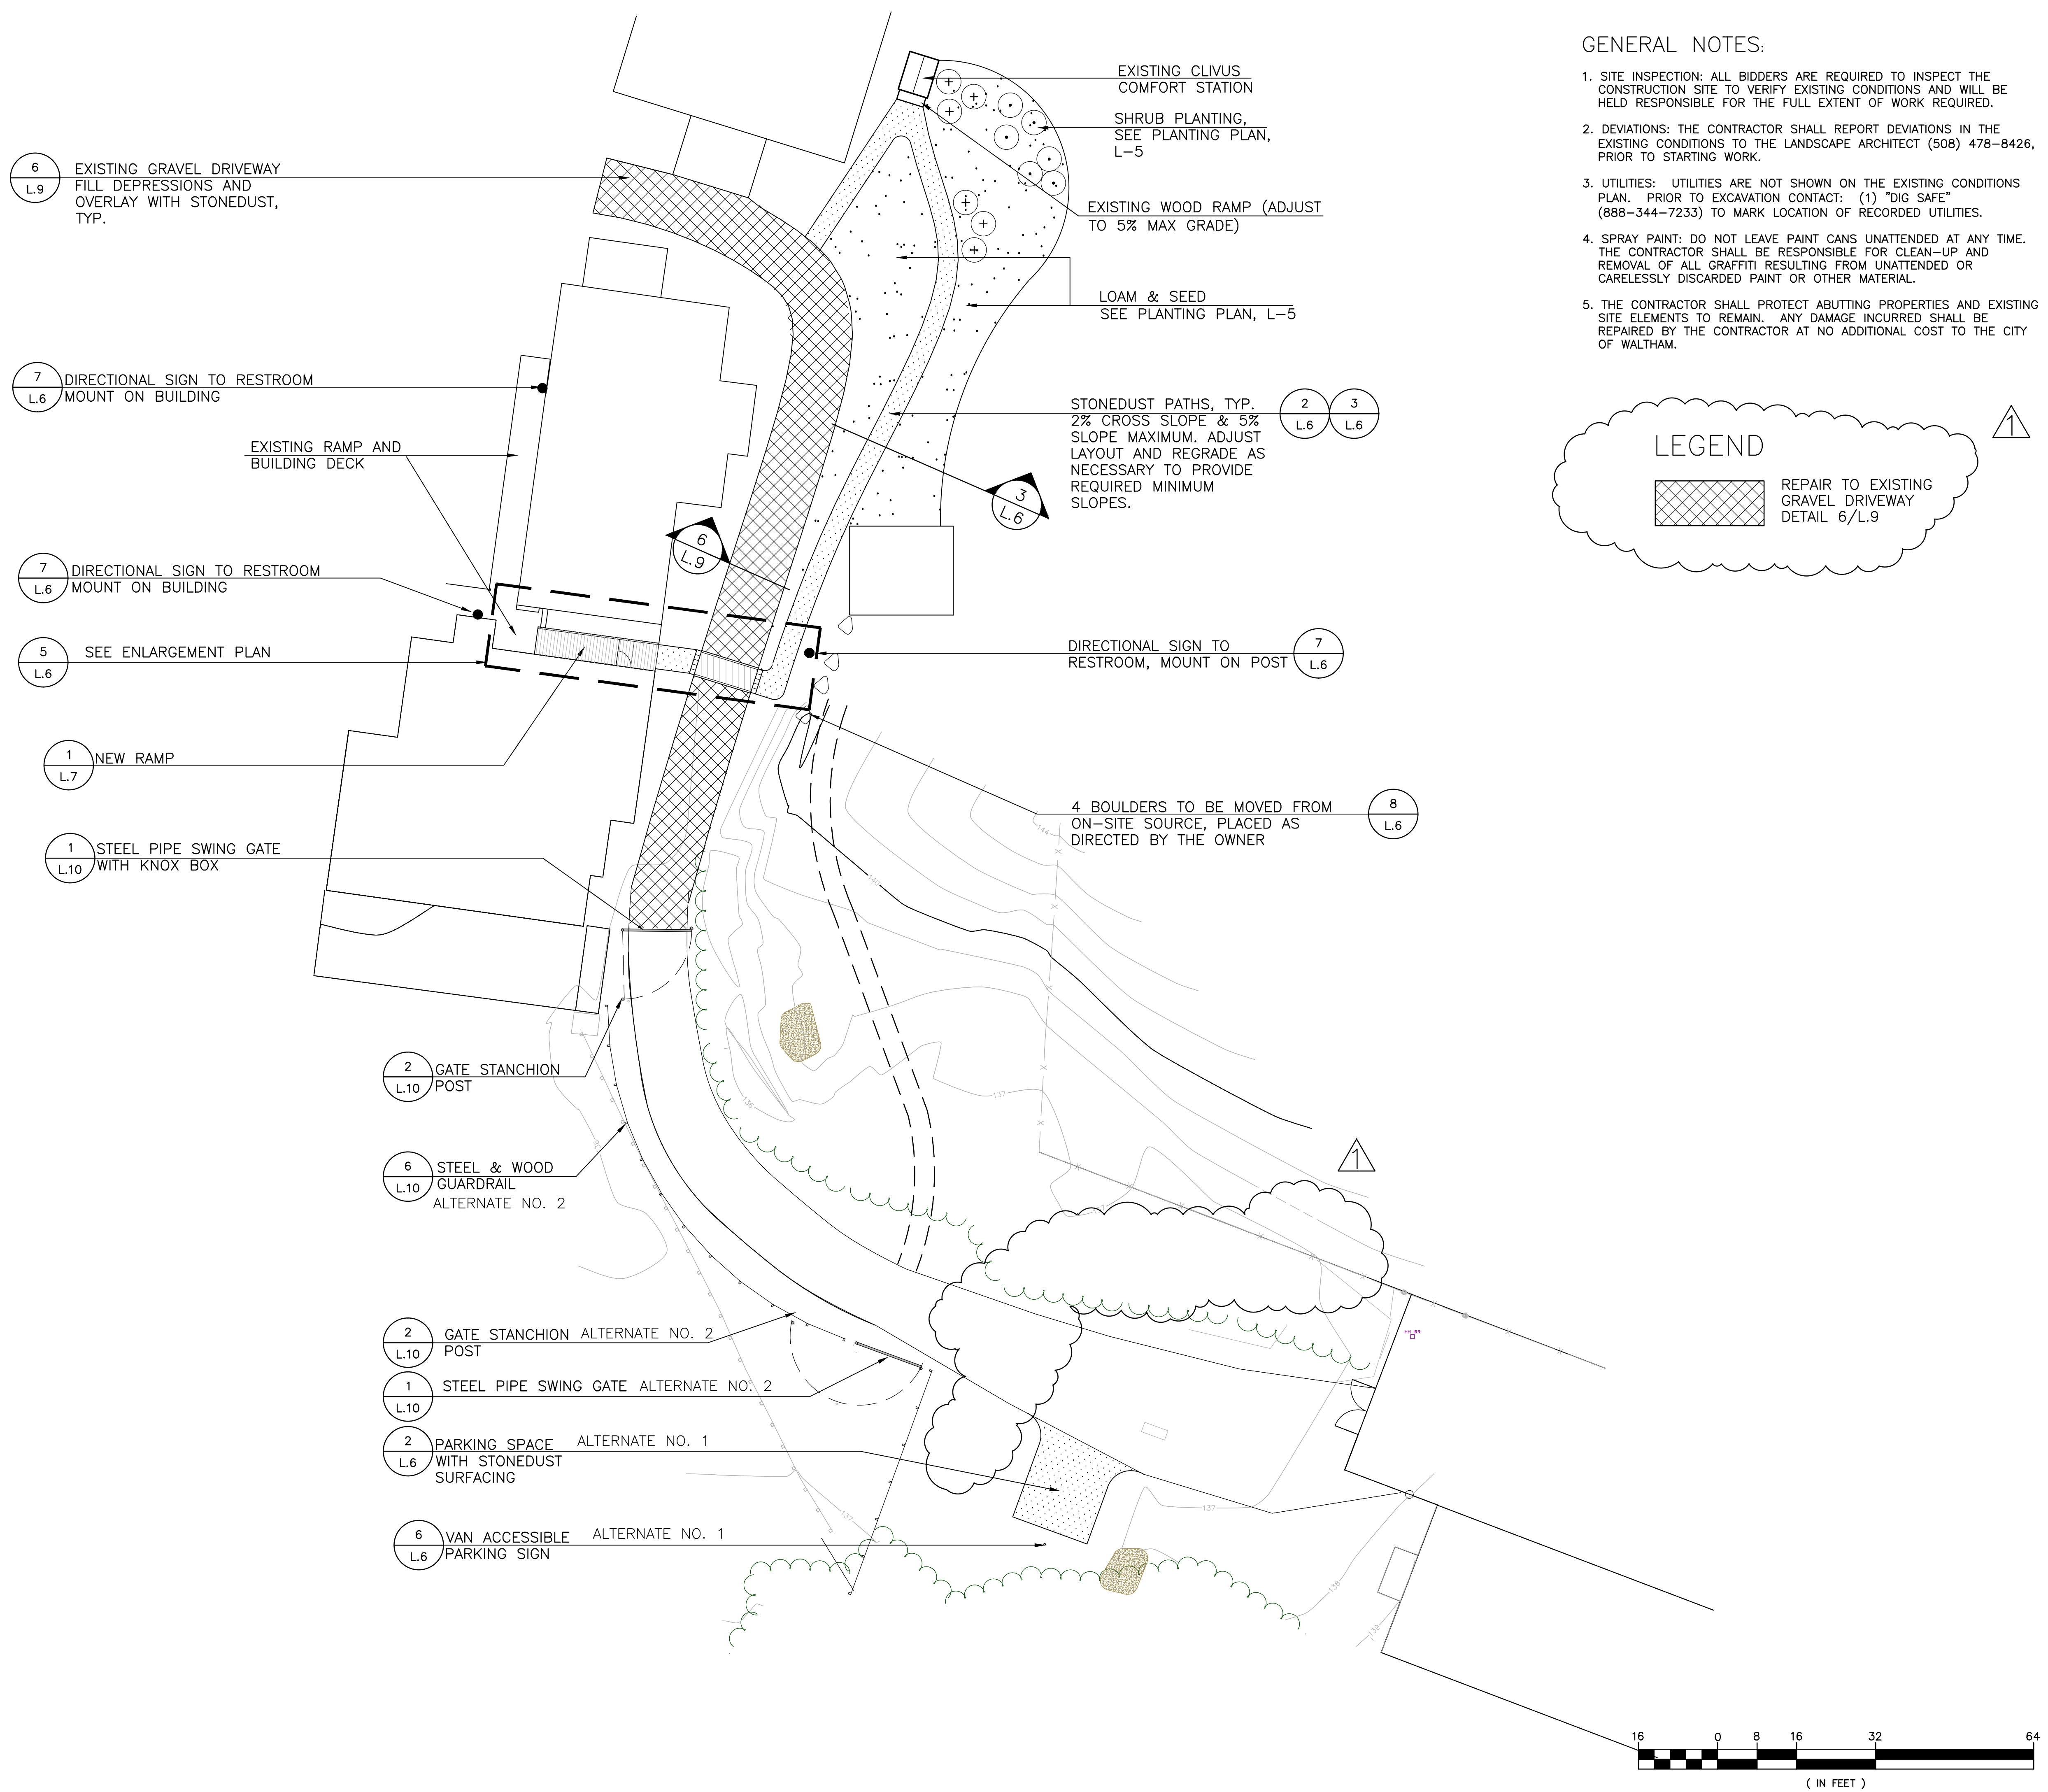 GENERAL NOTES:
1. SITE INSPECTION: ALL BIDDERS ARE REQUIRED TO INSPECT THE
CONSTRUCTION SITE TO VERIFY EXISTING CONDITIONS AND WILL BE
HELD RESPONSIBLE FOR THE FULL EXTENT OF WORK REQUIRED.
2. DEVIATIONS: THE CONTRACTOR SHALL REPORT DEVIATIONS IN THE
EXISTING CONDITIONS TO THE LANDSCAPE ARCHITECT (508) 478-8426,
PRIOR TO STARTING WORK.
3. UTILITIES: UTILITIES ARE NOT SHOWN ON THE EXISTING CONDITIONS
PLAN. PRIOR TO EXCAVATION CONTACT: (1) "DIG SAFE"
(888-344-7233) TO MARK LOCATION OF RECORDED UTILITIES.
4. SPRAY PAINT: DO NOT LEAVE PAINT CANS UNATTENDED AT ANY TIME.
THE CONTRACTOR SHALL BE RESPONSIBLE FOR CLEAN-UP AND
REMOVAL OF ALL GRAFFITI RESULTING FROM UNATTENDED OR
CARELESSLY DISCARDED PAINT OR OTHER MATERIAL.
5. THE CONTRACTOR SHALL PROTECT ABUTTING PROPERTIES AND EXISTING
SITE ELEMENTS TO REMAIN. ANY DAMAGE INCURRED SHALL BE
REPAIRED BY THE CONTRACTOR AT NO ADDITIONAL COST TO THE CITY
OF WALTHAM.
LEGEND
REPAIR TO EXISTING
GRAVEL DRIVEWAY
DETAIL 6/L.9
1
EXISTING CLIVUS
COMFORT STATION
SHRUB PLANTING,
SEE PLANTING PLAN,
L-5
EXISTING WOOD RAMP (ADJUST
TO 5% MAX GRADE)
LOAM & SEED
SEE PLANTING PLAN, L-5
STONEDUST PATHS, TYP.
2% CROSS SLOPE & 5%
SLOPE MAXIMUM. ADJUST
LAYOUT AND REGRADE AS
NECESSARY TO PROVIDE
REQUIRED MINIMUM
SLOPES.
2
L.6
3
L.6
3
L.6
6
L.9
DIRECTIONAL SIGN TO
RESTROOM, MOUNT ON POST
7
L.6
4 BOULDERS TO BE MOVED FROM
ON-SITE SOURCE, PLACED AS
DIRECTED BY THE OWNER
8
L.6
6
L.9
EXISTING GRAVEL DRIVEWAY
FILL DEPRESSIONS AND
OVERLAY WITH STONEDUST,
TYP.
7
L.6
DIRECTIONAL SIGN TO RESTROOM
MOUNT ON BUILDING
EXISTING RAMP AND
BUILDING DECK
7
L.6
DIRECTIONAL SIGN TO RESTROOM
MOUNT ON BUILDING
5
L.6
SEE ENLARGEMENT PLAN
1
L.7
NEW RAMP
1
L.10
STEEL PIPE SWING GATE
WITH KNOX BOX
2
L.10
GATE STANCHION
POST
6
L.10
STEEL & WOOD
GUARDRAIL
ALTERNATE NO. 2
2
L.10
GATE STANCHION ALTERNATE NO. 2
POST
1
L.10
STEEL PIPE SWING GATE ALTERNATE NO. 2
2
L.6
PARKING SPACE ALTERNATE NO. 1
WITH STONEDUST
SURFACING
6
L.6
VAN ACCESSIBLE ALTERNATE NO. 1
PARKING SIGN
144
140
137
136
1
137
137
138
139
16 0 8 16 32 64
( IN FEET )